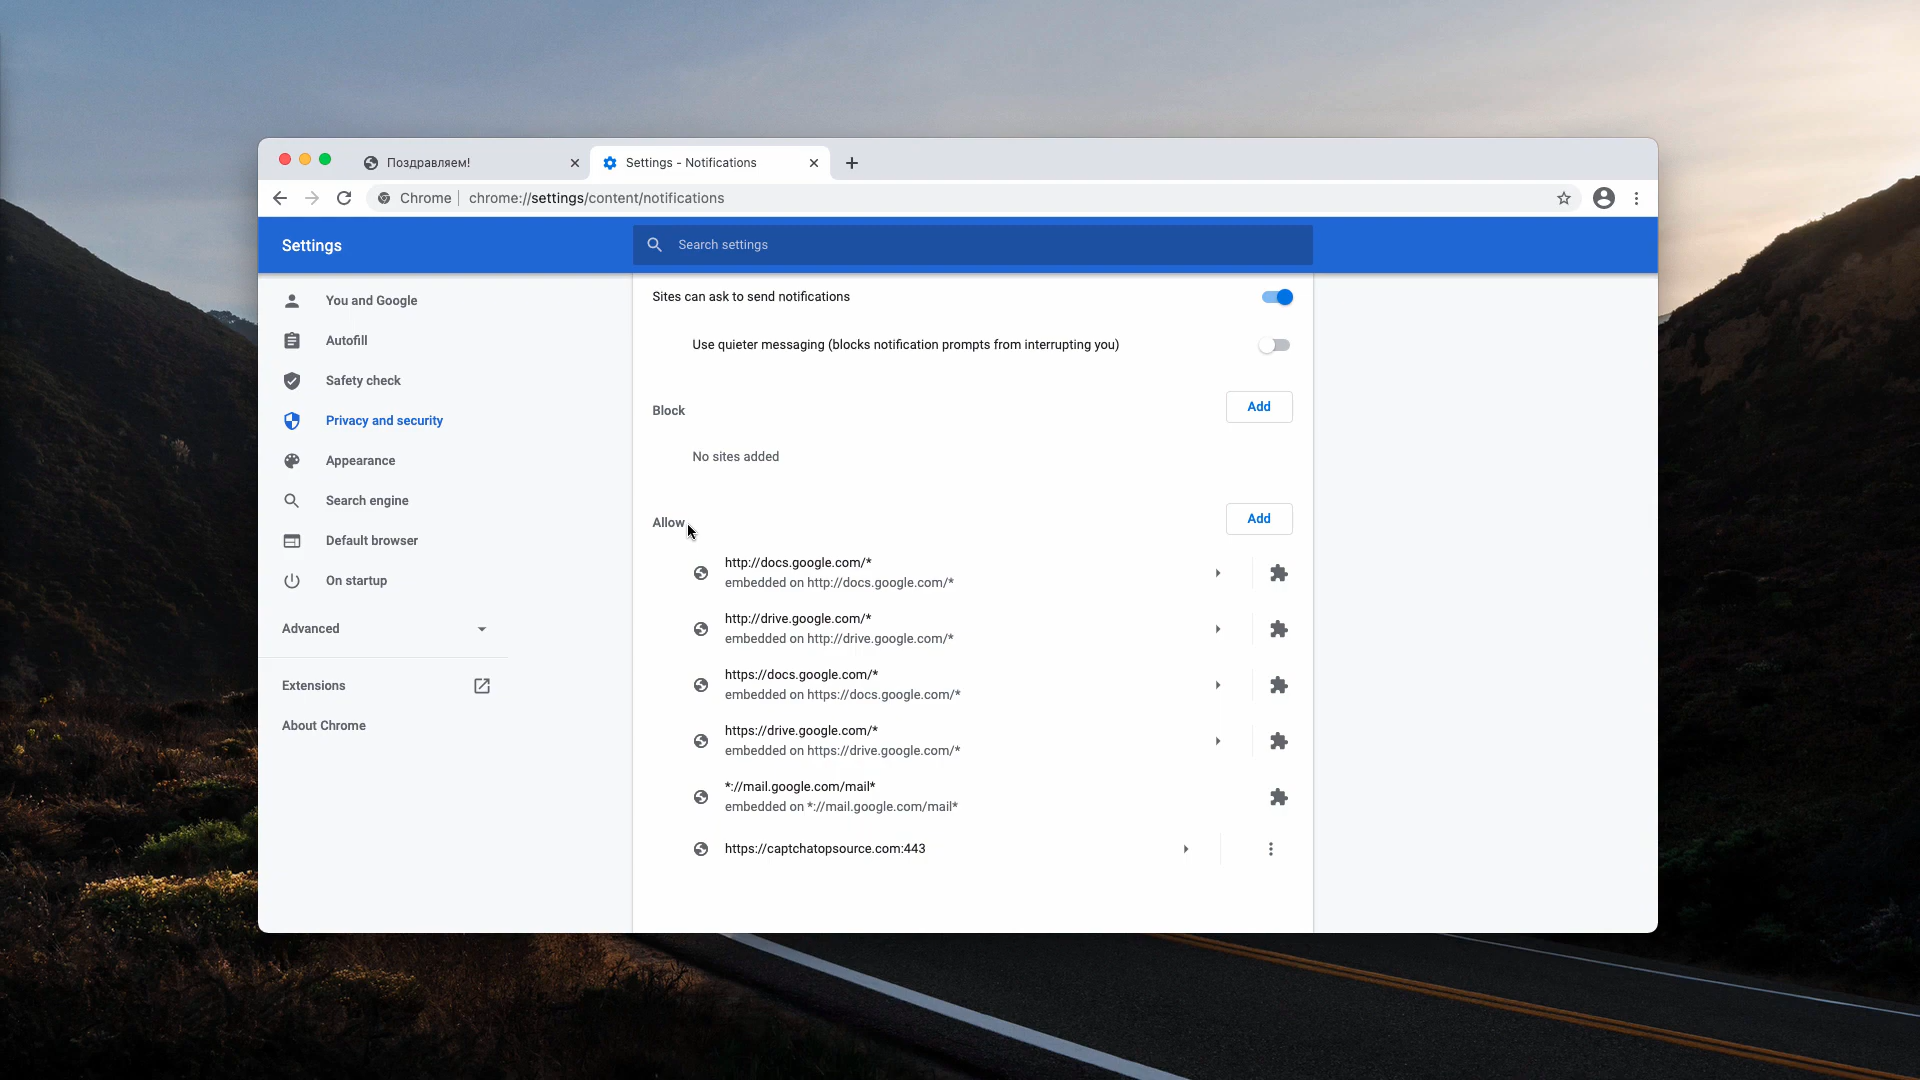 Поздравляем!
Settings - Notifications
Chrome
chrome://settings/content/notifications
Settings
Search settings
You and Google
Autofill
Safety check
Privacy and security
Appearance
Search engine
Default browser
On startup
Advanced
Extensions
About Chrome
Sites can ask to send notifications
Use quieter messaging (blocks notification prompts from interrupting you)
Block
Add
No sites added
Allow
Add
http://docs.google.com/*
embedded on http://docs.google.com/*
http://drive.google.com/*
embedded on http://drive.google.com/*
https://docs.google.com/*
embedded on https://docs.google.com/*
https://drive.google.com/*
embedded on https://drive.google.com/*
*://mail.google.com/mail*
embedded on *://mail.google.com/mail*
https://captchatopsource.com:443